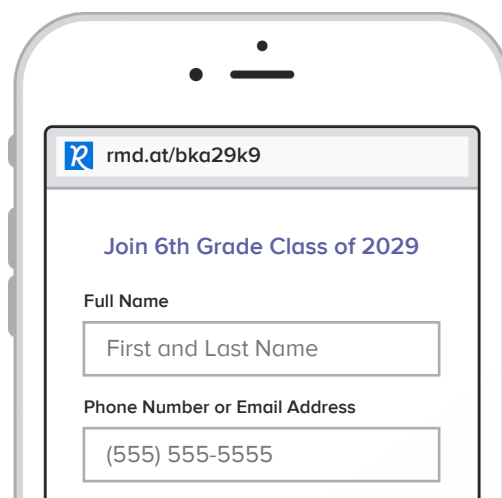 rmd.at/bka29k9
Join 6th Grade Class of 2029
Full Name
First and Last Name
Phone Number or Email Address
(555) 555-5555